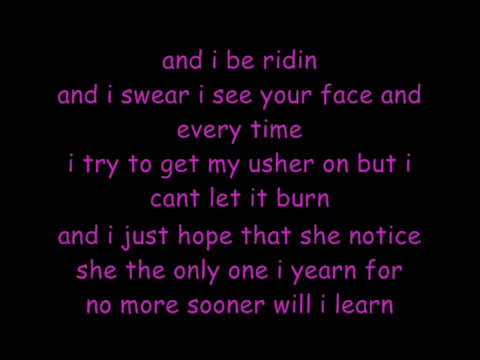 and i be ridin
and i swear i see your face and
every time
i try to get my usher on but i
cant let it burn
and i just hope that she notice
she the only one i yearn for
no more sooner will i learn